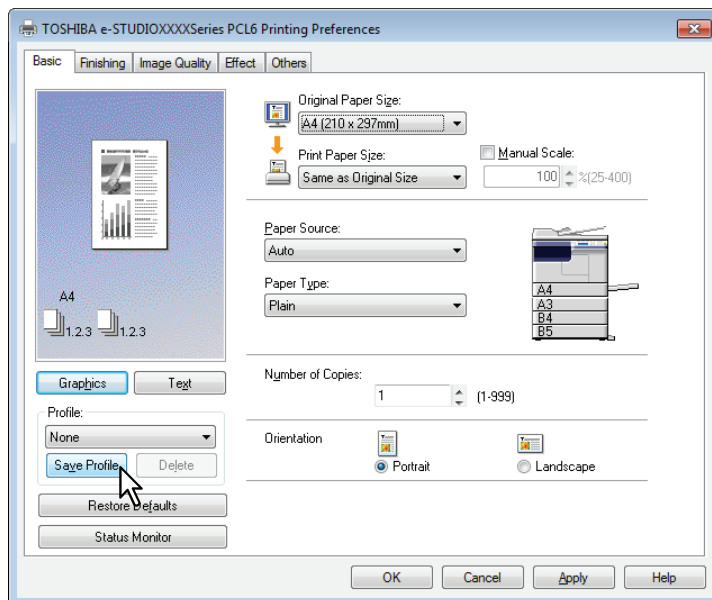 TOSHIBA e-STUDIOXXXXSeries PCL6 Printing Preferences
Basic Finishing Image Quality Effect Others
Original Paper Size:
A4 (210 x 297mm)
Print Paper Size:
Manual Scale:
Same as Original Size
100 %(25-400)
Paper Source:
Auto
Paper Type:
Plain
A4
A3
B4
B5
A4
1.2.3 1.2.3
Graphics Text
Number of Copies:
1 (1-999)
Profile:
None
Save Profile Delete
Orientation
Portrait Landscape
Restore Defaults
Status Monitor
OK Cancel Apply Help